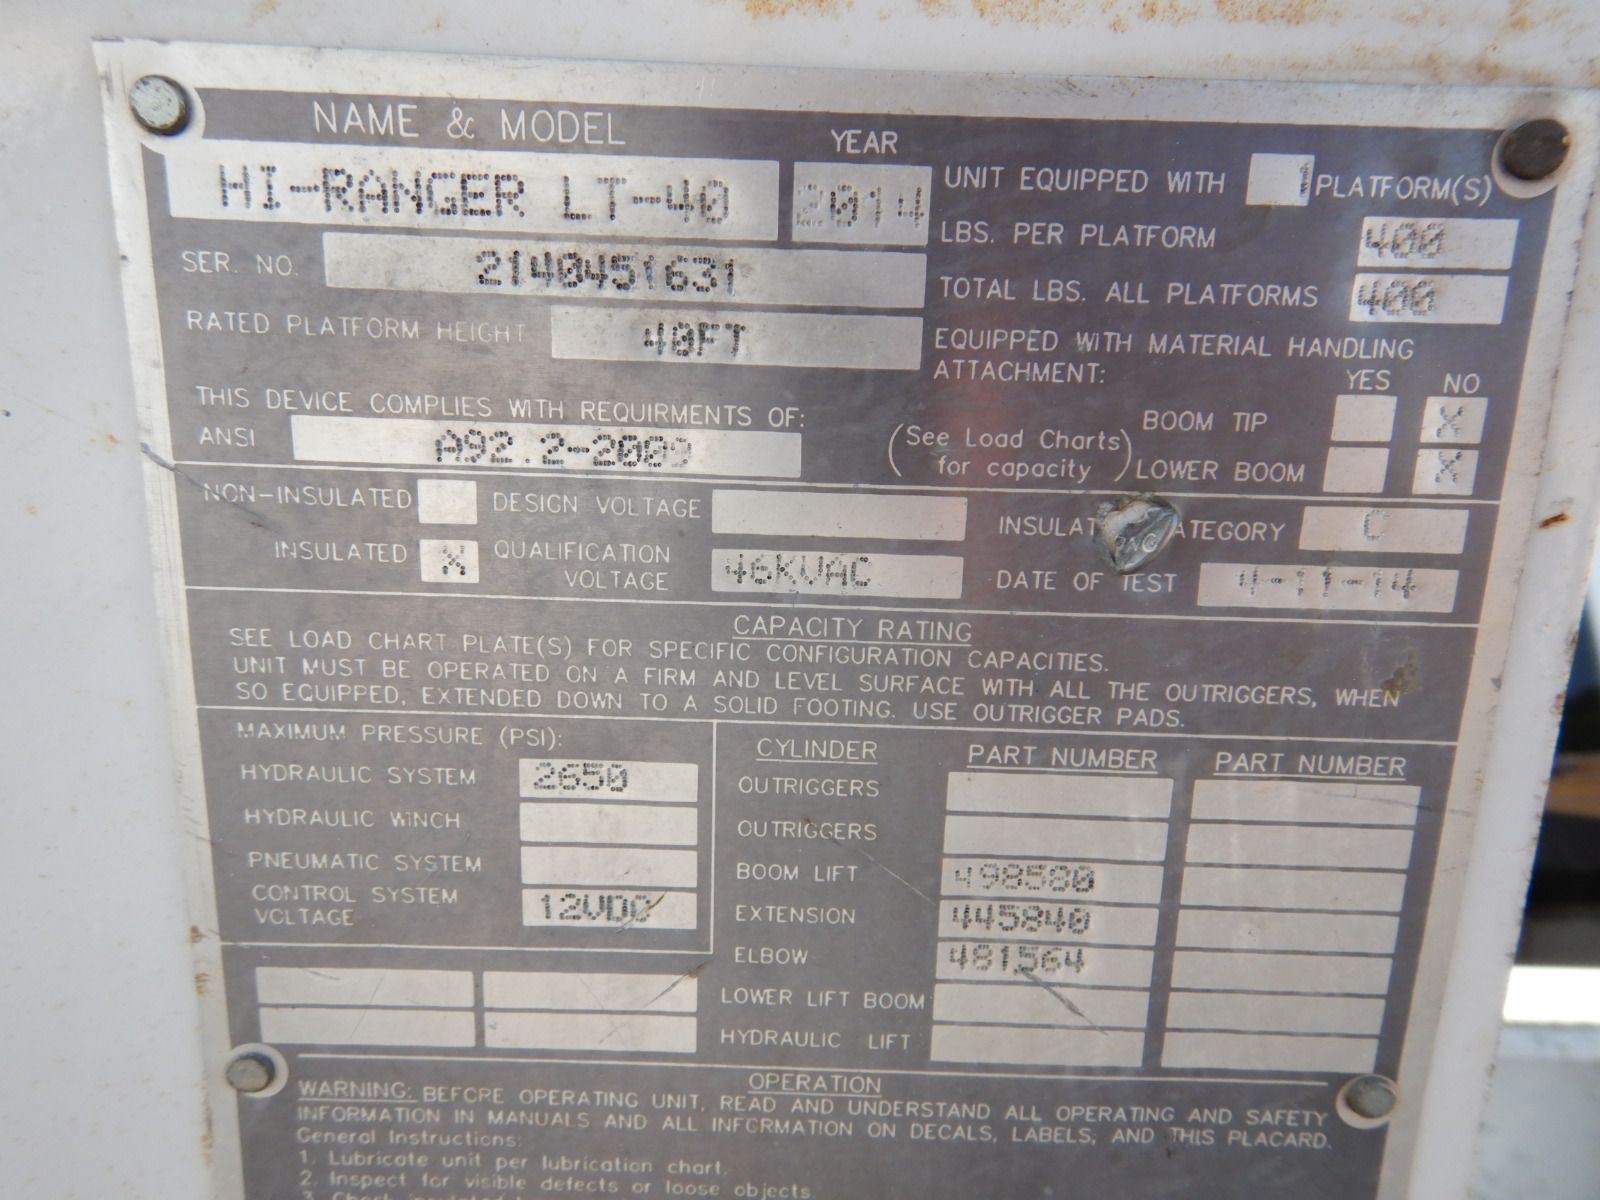 NAME & MODEL
YEAR
HI-RANGER LT-40
2014
UNIT EQUIPPED WITH 1 PLATFORM(S)
SER. NO. 2140451631
LBS. PER PLATFORM 400
TOTAL LBS. ALL PLATFORMS 400
RATED PLATFORM HEIGHT 40FT
EQUIPPED WITH MATERIAL HANDLING
ATTACHMENT:
YES NO
THIS DEVICE COMPLIES WITH REQUIRMENTS OF:
ANSI A92.2-2009
(See Load Charts for capacity)
BOOM TIP X
LOWER BOOM X
NON-INSULATED
DESIGN VOLTAGE
INSULATED X
QUALIFICATION VOLTAGE 46KVAC
CATEGORY C
DATE OF TEST 4-11-14
CAPACITY RATING
SEE LOAD CHART PLATE(S) FOR SPECIFIC CONFIGURATION CAPACITIES.
UNIT MUST BE OPERATED ON A FIRM AND LEVEL SURFACE WITH ALL THE OUTRIGGERS, WHEN
SO EQUIPPED, EXTENDED DOWN TO A SOLID FOOTING. USE OUTRIGGER PADS.
MAXIMUM PRESSURE (PSI):
HYDRAULIC SYSTEM 2650
HYDRAULIC WINCH
PNEUMATIC SYSTEM
CONTROL SYSTEM
VOLTAGE 12VDC
CYLINDER PART NUMBER PART NUMBER
OUTRIGGERS
OUTRIGGERS
BOOM LIFT 498580
EXTENSION 445840
ELBOW 481564
LOWER LIFT BOOM
HYDRAULIC LIFT
OPERATION
WARNING: BEFORE OPERATING UNIT, READ AND UNDERSTAND ALL OPERATING AND SAFETY
INFORMATION IN MANUALS AND ALL INFORMATION ON DECALS, LABELS, AND THIS PLACARD.
General Instructions:
1. Lubricate unit per lubrication chart.
2. Inspect for visible defects or loose objects.